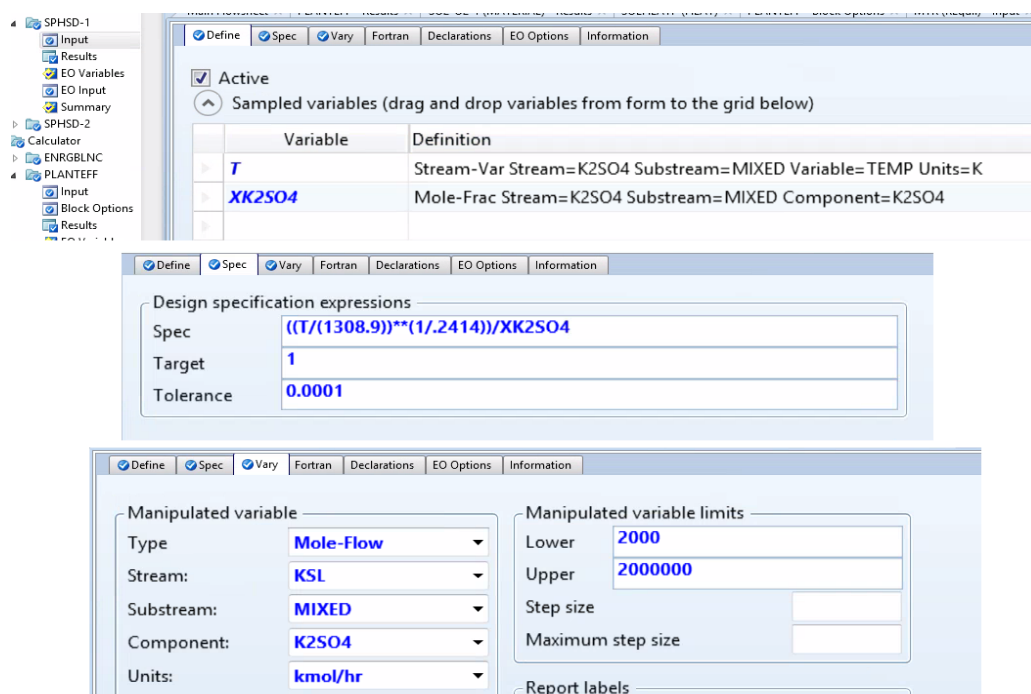 SPHSD-1
Input
Results
EO Variables
EO Input
Summary
SPHSD-2
Calculator
ENRGBLNC
PLANTEFF
Input
Block Options
Results
Define Spec Vary Fortran Declarations EO Options Information
Active
Sampled variables (drag and drop variables from form to the grid below)
Variable Definition
T Stream-Var Stream=K2SO4 Substream=MIXED Variable=TEMP Units=K
XK2SO4 Mole-Frac Stream=K2SO4 Substream=MIXED Component=K2SO4
Define Spec Vary Fortran Declarations EO Options Information
Design specification expressions
Spec ((T/(1308.9))**(1/.2414))/XK2SO4
Target 1
Tolerance 0.0001
Define Spec Vary Fortran Declarations EO Options Information
Manipulated variable
Type Mole-Flow
Stream: KSL
Substream: MIXED
Component: K2SO4
Units: kmol/hr
Manipulated variable limits
Lower 2000
Upper 2000000
Step size
Maximum step size
Report labels